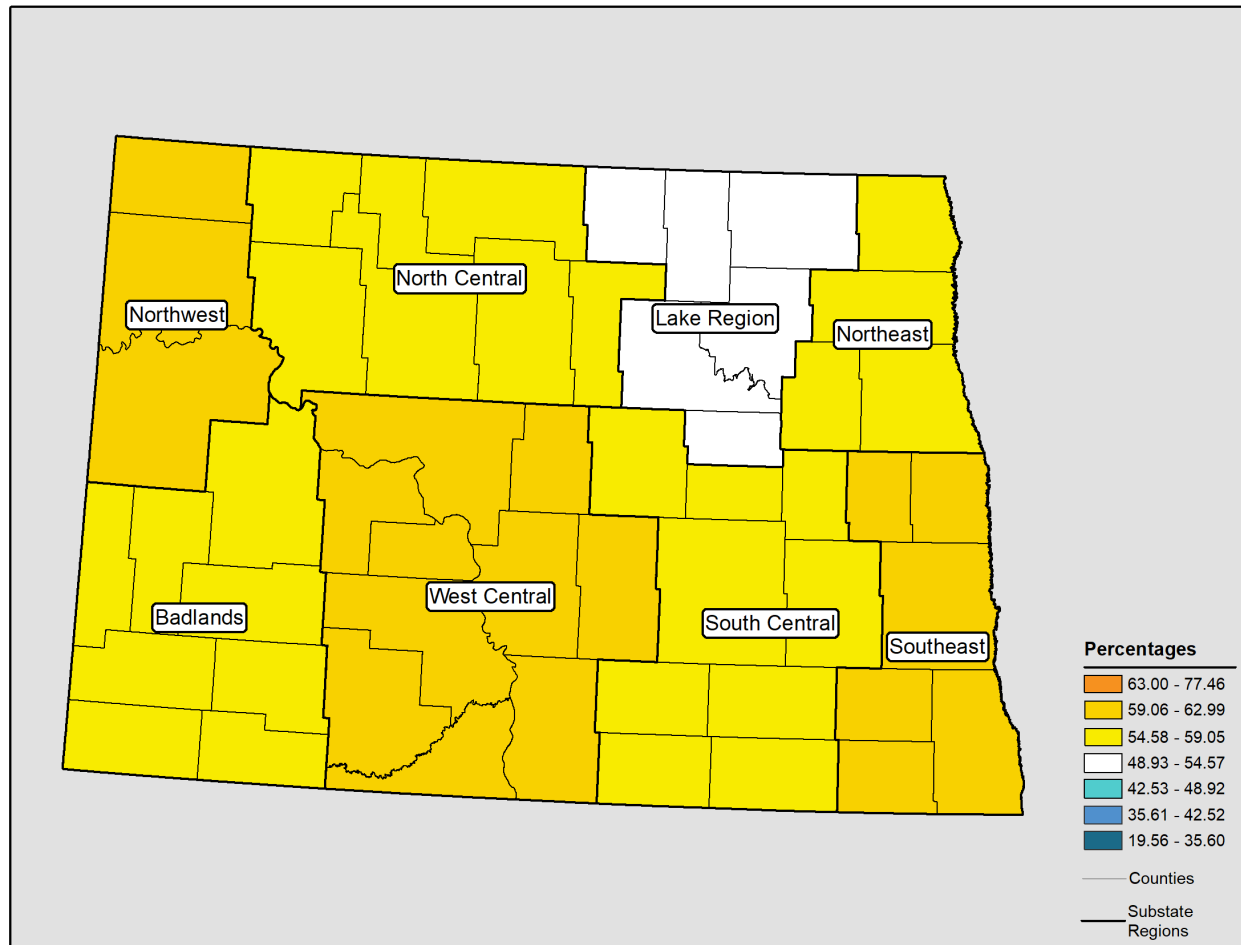 North Central
Northwest
Lake Region
Northeast
West Central
Badlands
South Central
Southeast
Percentages
63.00 - 77.46
59.06 - 62.99
54.58 - 59.05
48.93 - 54.57
42.53 - 48.92
35.61 - 42.52
19.56 - 35.60
Counties
Substate
Regions